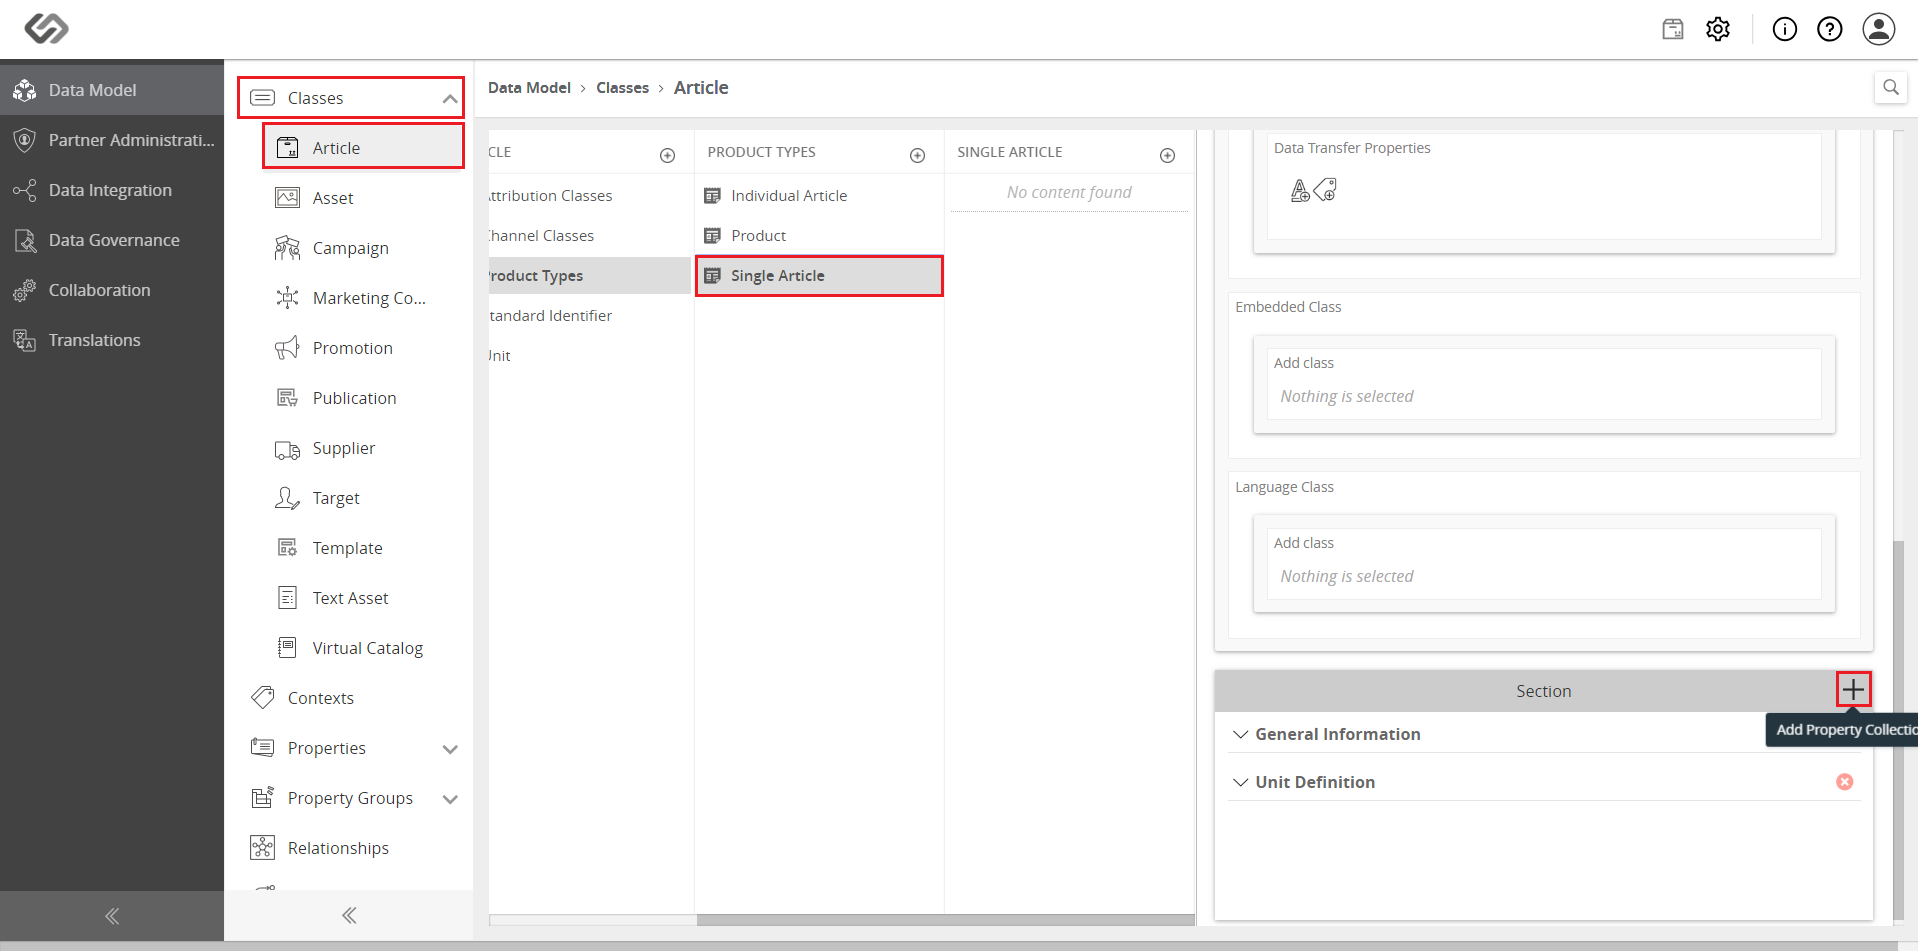 Data Model
Partner Administrati...
Data Integration
Data Governance
Collaboration
Translations
Classes
Article
Asset
Campaign
Marketing Co...
Promotion
Publication
Supplier
Target
Template
Text Asset
Virtual Catalog
Contexts
Properties
Property Groups
Relationships
Data Model › Classes › Article
CLE
ttribution Classes
hannel Classes
roduct Types
tandard Identifier
Unit
PRODUCT TYPES
Individual Article
Product
Single Article
SINGLE ARTICLE
No content found
Data Transfer Properties
Embedded Class
Add class
Nothing is selected
Language Class
Add class
Nothing is selected
Section
Add Property Collectio
General Information
Unit Definition